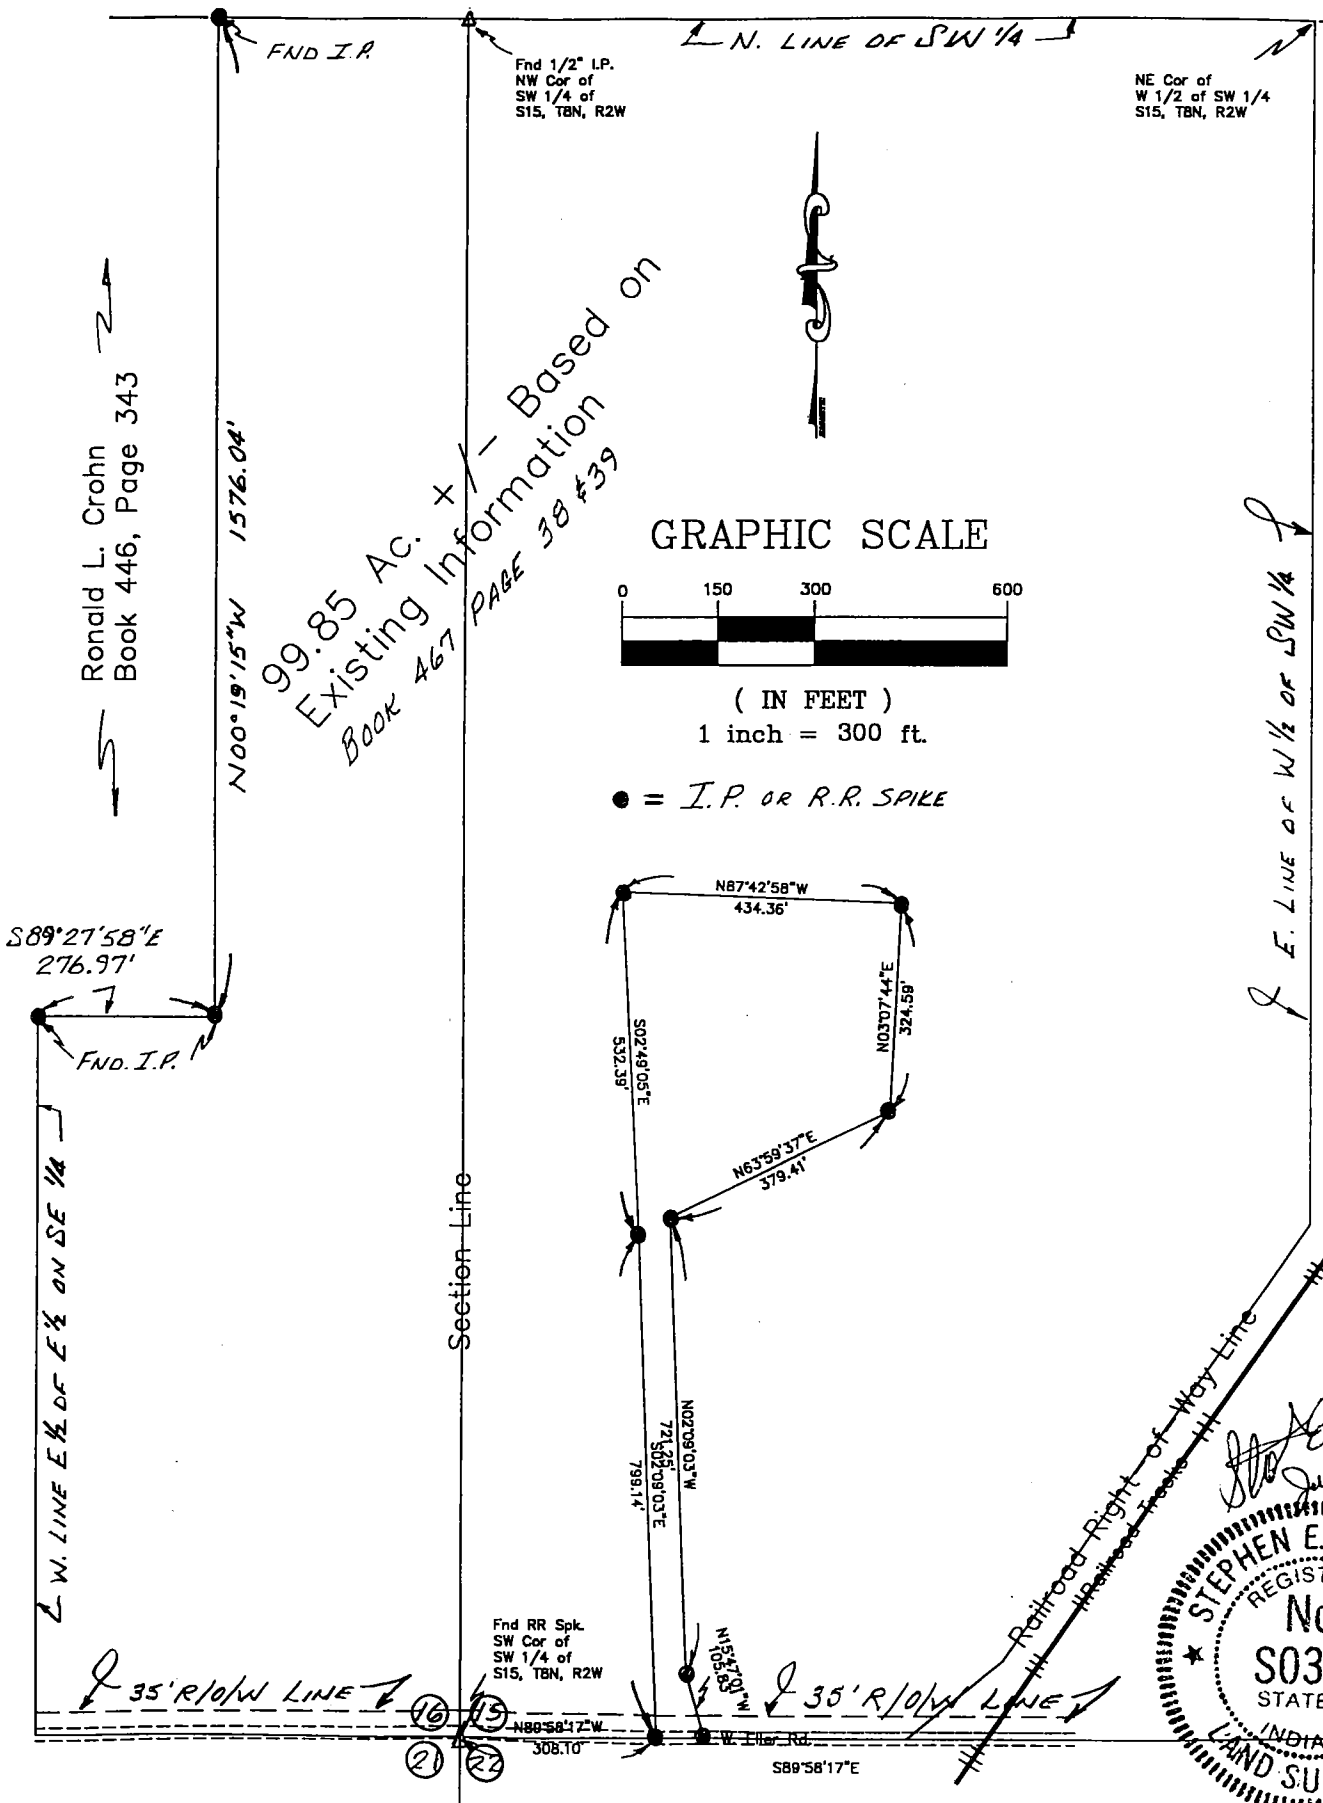 FND I.P.
Fnd 1/2" I.P.
NW Cor of
SW 1/4 of
S15, T8N, R2W
N. LINE OF SW 1/4
NE Cor of
W 1/2 of SW 1/4
S15, T8N, R2W
Ronald L. Crohn
Book 446, Page 343
N00°19'15"W 1576.04'
99.85 Ac. +/- Based on
Existing Information
BOOK 467 PAGE 38 & 39
GRAPHIC SCALE
0 150 300 600
( IN FEET )
1 inch = 300 ft.
● = I.P. OR R.R. SPIKE
E. LINE OF W 1/2 OF SW 1/4
N87°42'58"W
434.36'
S89°27'58"E
276.97'
FND. I.P.
N03°07'44"E
324.59'
S02°49'05"E
532.39'
N63°59'37"E
379.41'
W. LINE E 1/2 OF E 1/2 ON SE 1/4
Section Line
N02°09'03"W
721.25'
S02°09'03"E
799.14'
Railroad Right of Way Line
Railroad Tracks
Fnd RR Spk.
SW Cor of
SW 1/4 of
S15, T8N, R2W
N15°47'01"W
105.83'
35' R/O/W LINE
35' R/O/W LINE
16 15
21 22
N89°58'17"W
308.10'
W. Iller Rd.
S89°58'17"E
STEPHEN E.
REGIST
No
S03
STATE
INDIA
LAND SU